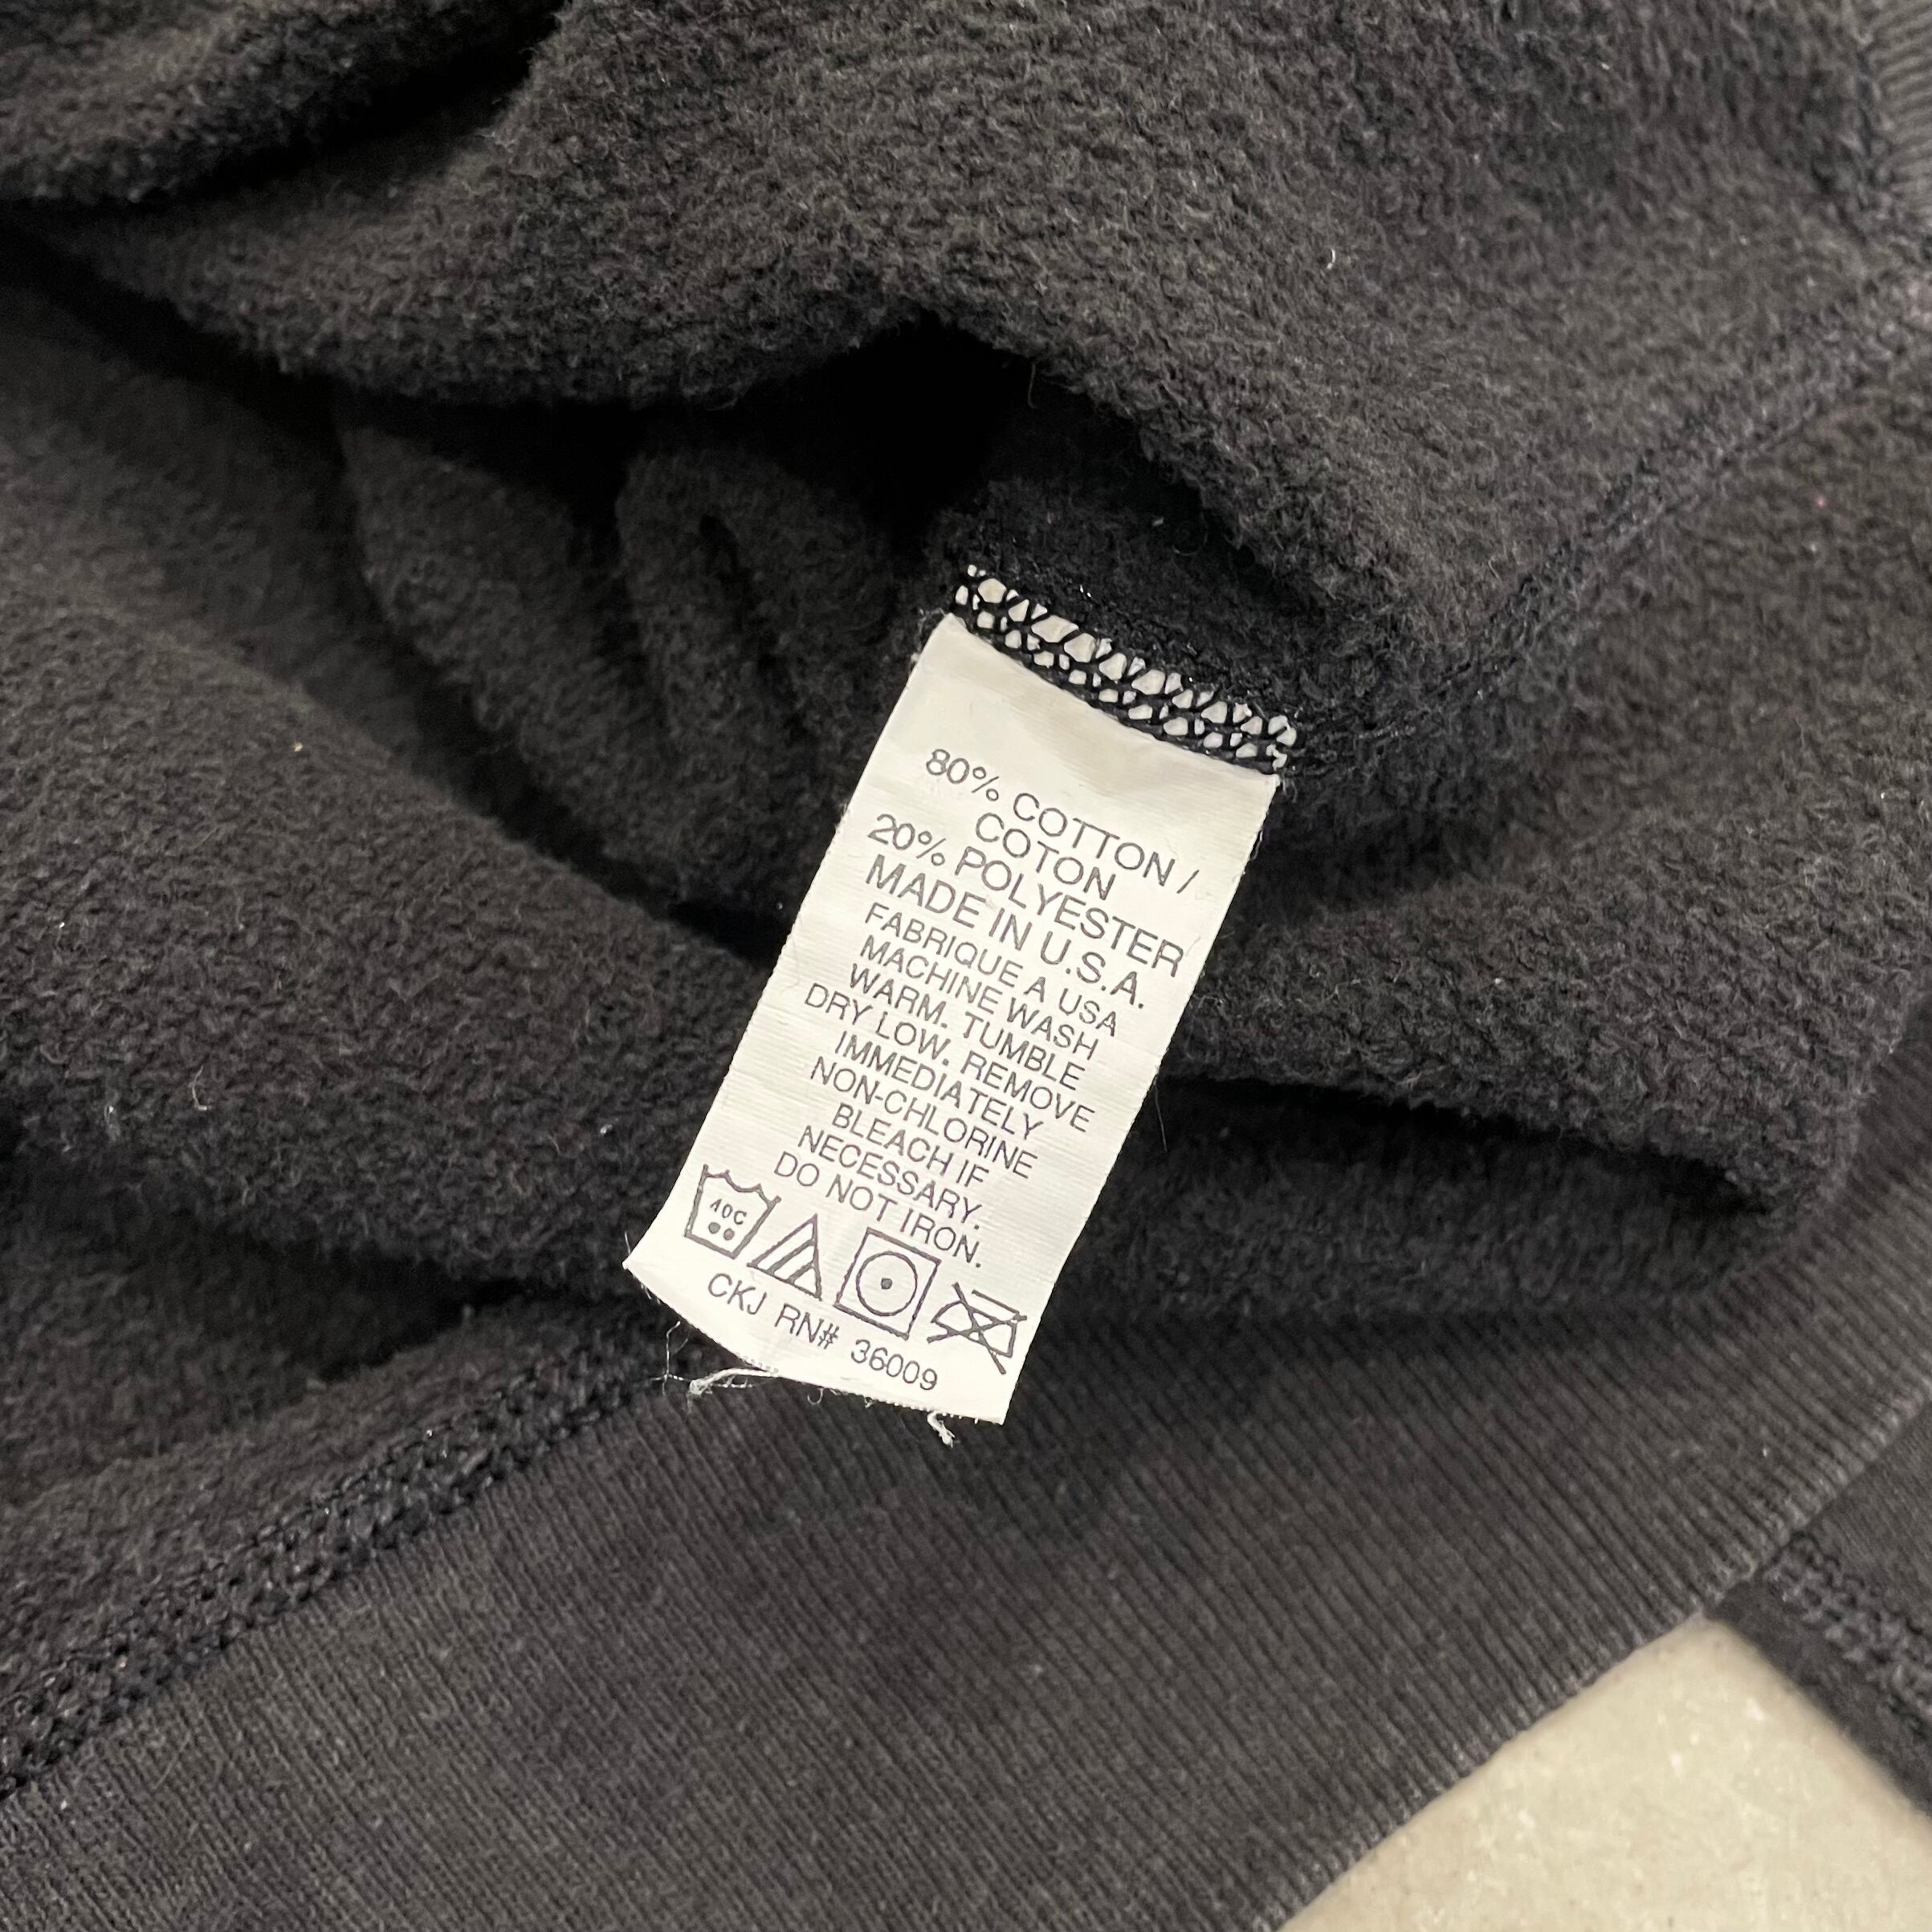 80% COTTON /
COTON
20% POLYESTER
MADE IN U.S.A.
FABRIQUE A USA
MACHINE WASH
WARM. TUMBLE
DRY LOW. REMOVE
IMMEDIATELY
NON-CHLORINE
BLEACH IF
NECESSARY.
DO NOT IRON.
40C
CKJ RN# 36009